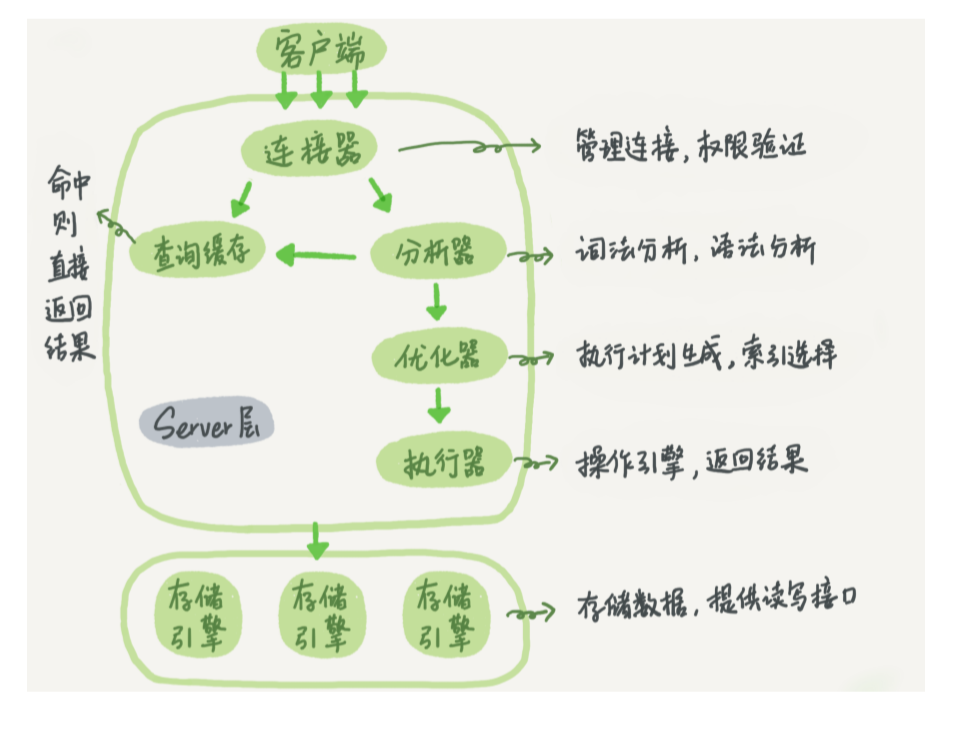 客户端
连接器
管理连接，权限验证
命中
则
直接
返回
结果
查询缓存
分析器
词法分析，语法分析
优化器
执行计划生成，索引选择
Server层
执行器
操作引擎，返回结果
存储
引擎
存储
引擎
存储
引擎
存储数据，提供读写接口